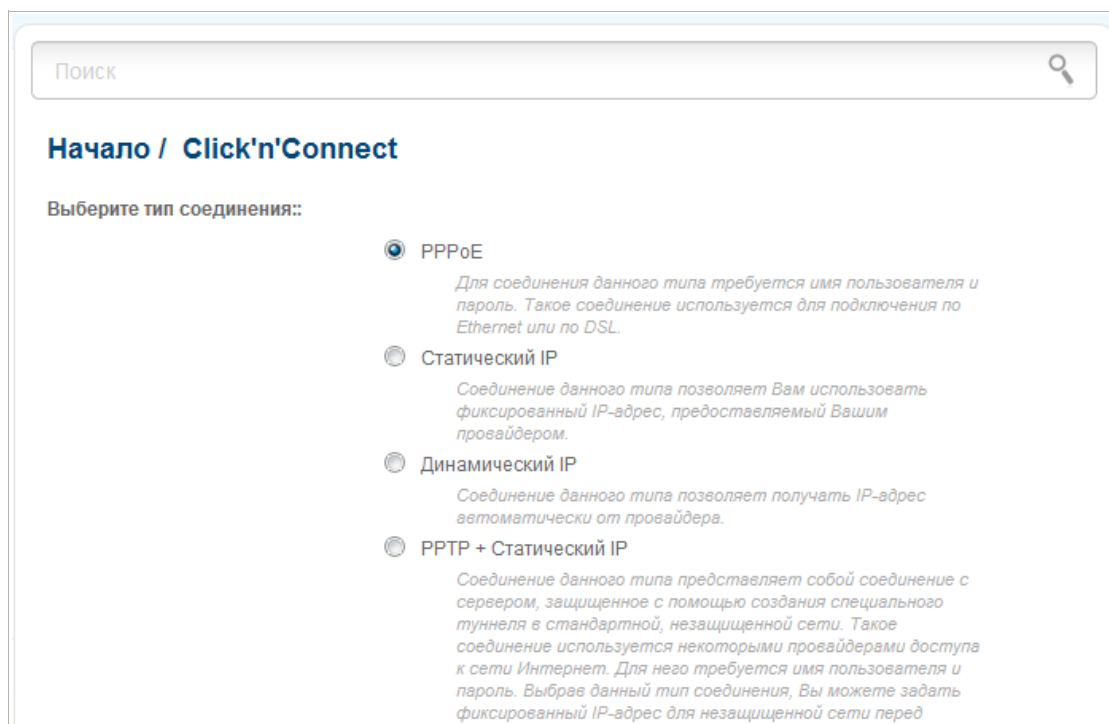 Поиск
Начало / Click'n'Connect
Выберите тип соединения::
PPPoE
Для соединения данного типа требуется имя пользователя и
пароль. Такое соединение используется для подключения по
Ethernet или по DSL.
Статический IP
Соединение данного типа позволяет Вам использовать
фиксированный IP-адрес, предоставляемый Вашим
провайдером.
Динамический IP
Соединение данного типа позволяет получать IP-адрес
автоматически от провайдера.
PPTP + Статический IP
Соединение данного типа представляет собой соединение с
сервером, защищенное с помощью создания специального
туннеля в стандартной, незащищенной сети. Такое
соединение используется некоторыми провайдерами доступа
к сети Интернет. Для него требуется имя пользователя и
пароль. Выбрав данный тип соединения, Вы можете задать
фиксированный IP-адрес для незащищенной сети перед